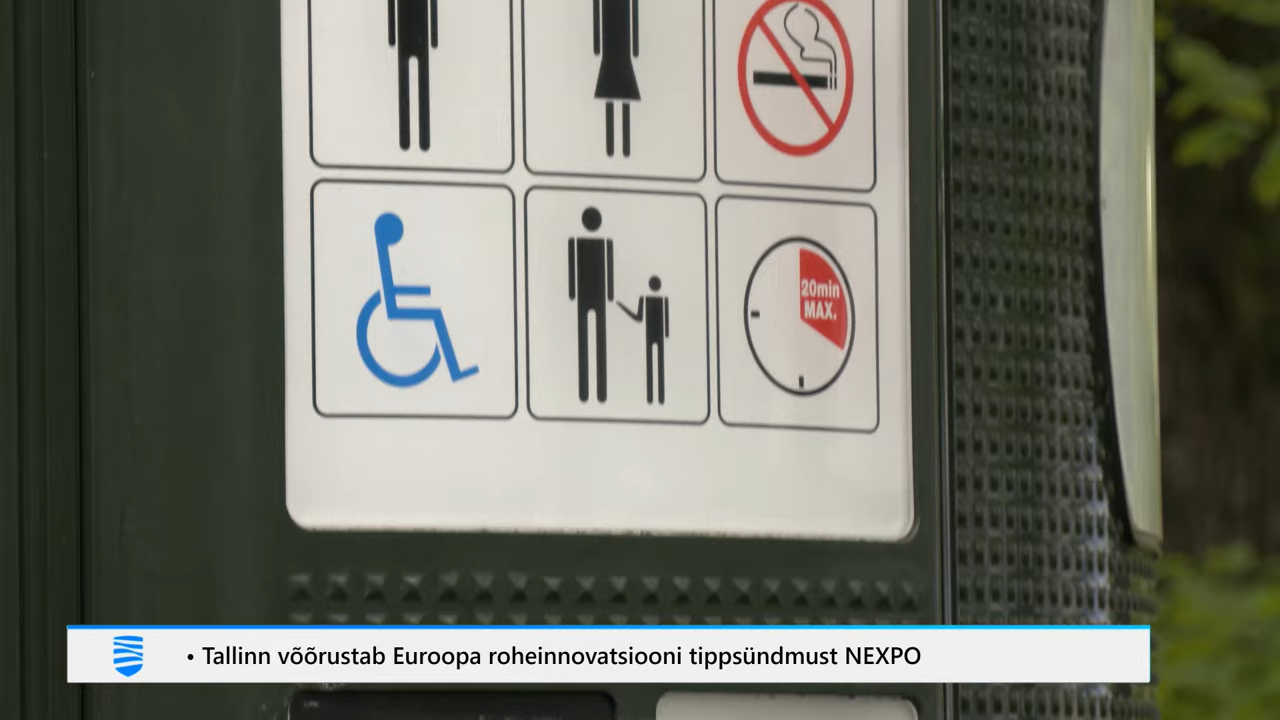 20min
MAX.
• Tallinn võõrustab Euroopa roheinnovatsiooni tippsündmust NEXPO